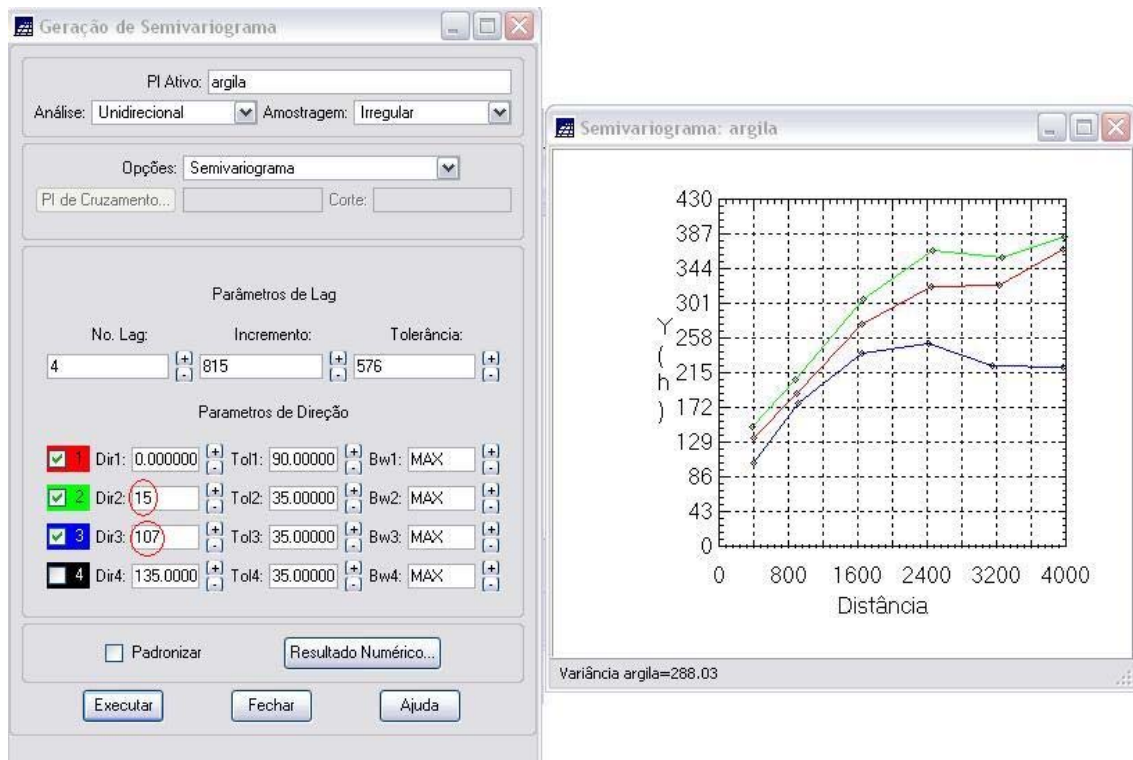 Geração de Semivariograma
PI Ativo: argila
Análise: Unidirecional Amostragem: Irregular
Opções: Semivariograma
PI de Cruzamento... Corte:
Parâmetros de Lag
No. Lag: Incremento: Tolerância:
4 [+] [-] 815 [+] [-] 576 [+] [-]
Parametros de Direção
1 Dir1: 0.000000 [+] [-] Tol1: 90.00000 [+] [-] Bw1: MAX [+] [-]
2 Dir2: 15 [+] [-] Tol2: 35.00000 [+] [-] Bw2: MAX [+] [-]
3 Dir3: 107 [+] [-] Tol3: 35.00000 [+] [-] Bw3: MAX [+] [-]
4 Dir4: 135.0000 [+] [-] Tol4: 35.00000 [+] [-] Bw4: MAX [+] [-]
Padronizar Resultado Numérico...
Executar Fechar Ajuda
Semivariograma: argila
430
387
344
301
258
215
172
129
86
43
0
Y(h)
0 800 1600 2400 3200 4000
Distância
Variância argila=288.03